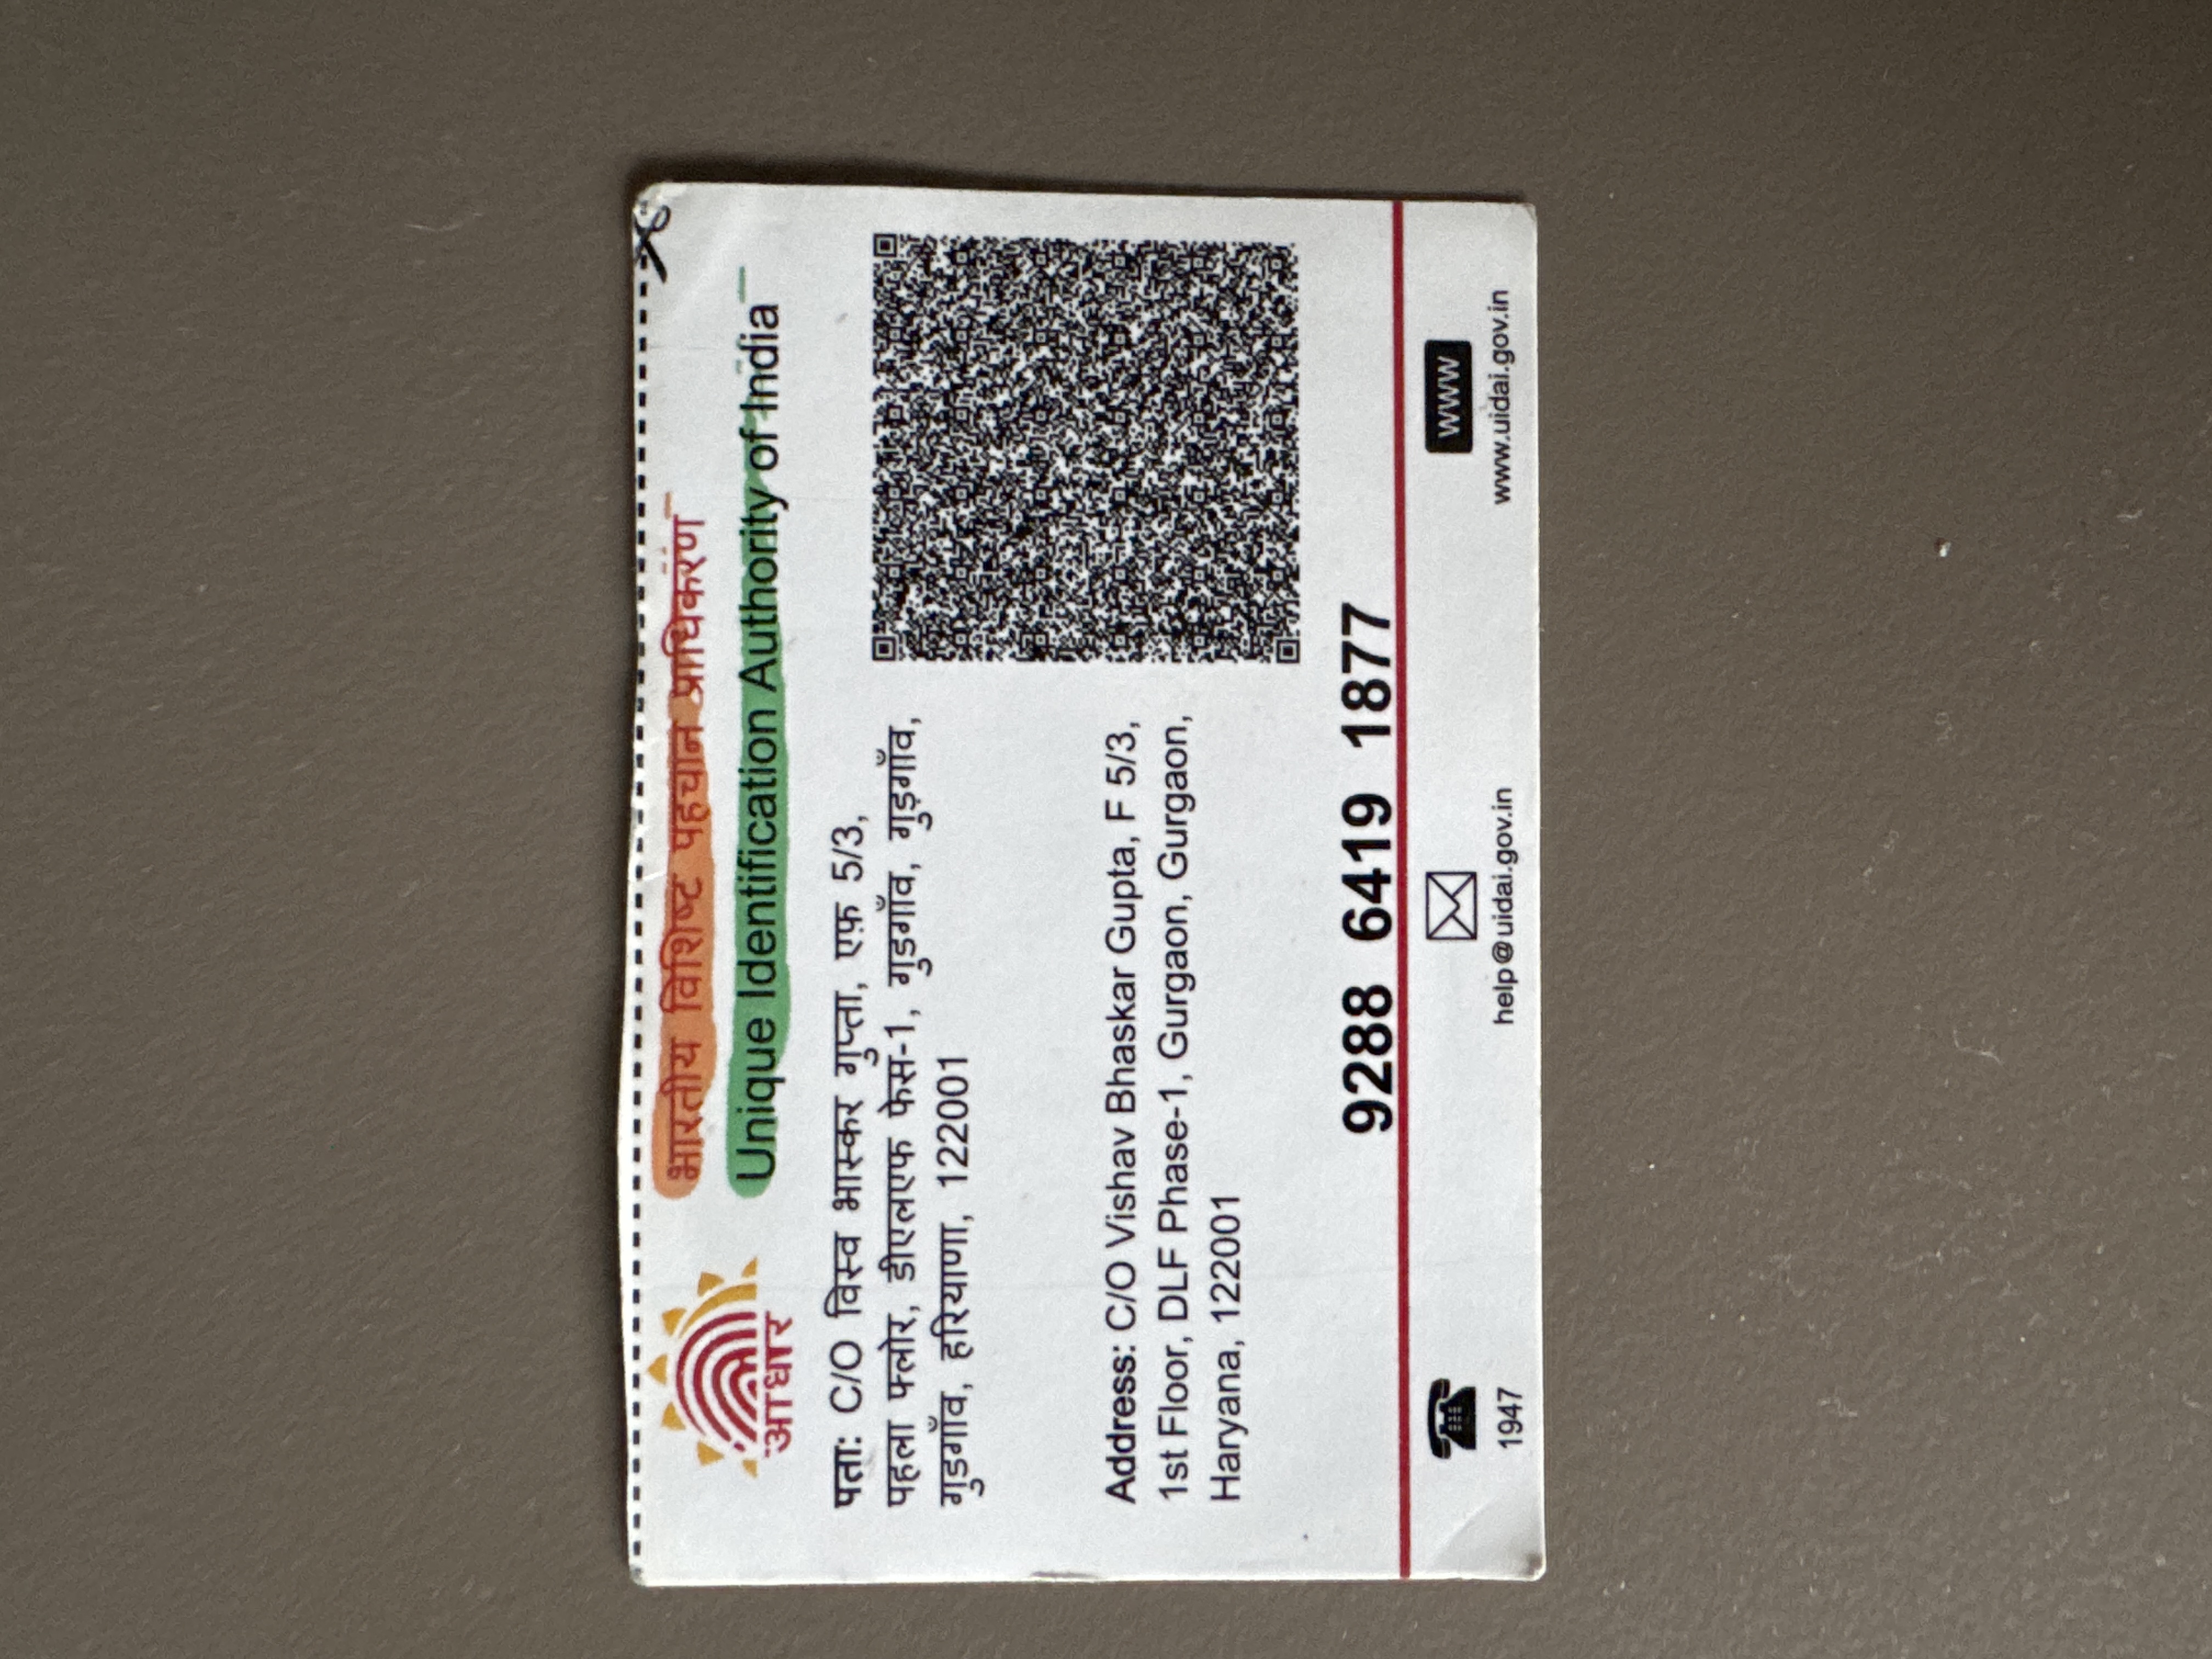 भारतीय विशिष्ट पहचान प्राधिकरण
Unique Identification Authority of India
आधार
पता: C/O विस्व भास्कर गुप्ता, एफ़ 5/3,
पहला फ्लोर, डीएलएफ फेस-1, गुडगाँव, गुड़गाँव,
गुडगाँव, हरियाणा, 122001
Address: C/O Vishav Bhaskar Gupta, F 5/3,
1st Floor, DLF Phase-1, Gurgaon, Gurgaon,
Haryana, 122001
9288 6419 1877
1947
help@uidai.gov.in
WWW
www.uidai.gov.in